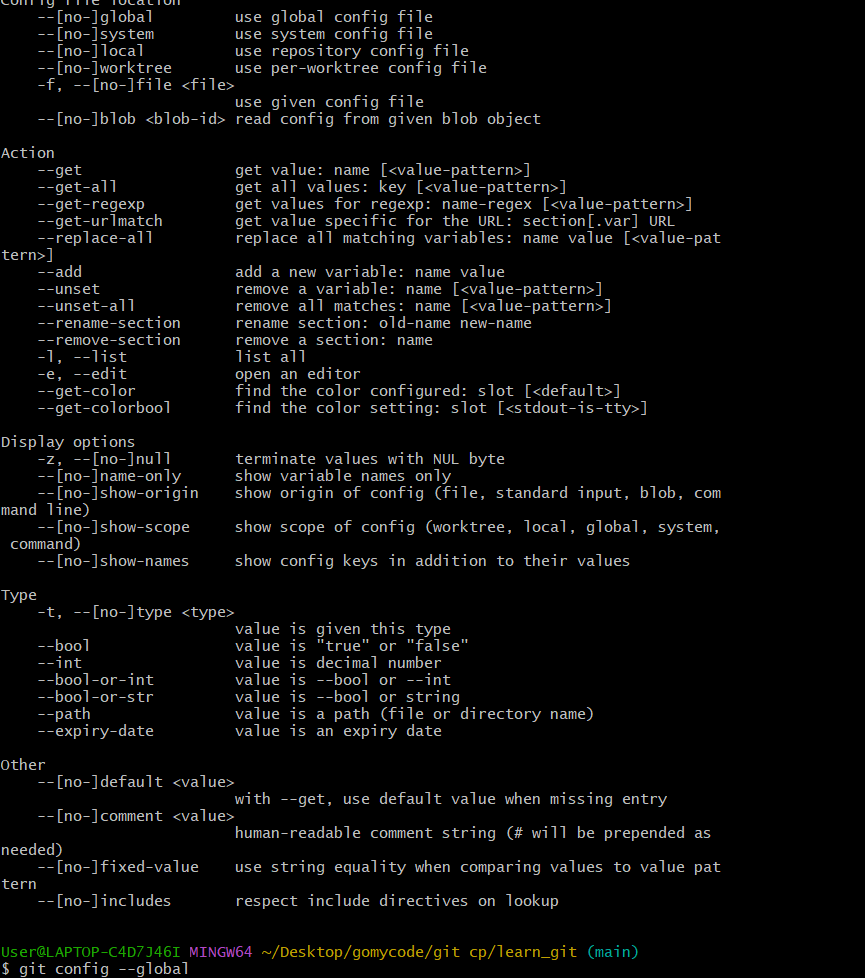 Config file location
    --[no-]global         use global config file
    --[no-]system         use system config file
    --[no-]local          use repository config file
    --[no-]worktree       use per-worktree config file
    -f, --[no-]file <file>
                          use given config file
    --[no-]blob <blob-id> read config from given blob object

Action
    --get                 get value: name [<value-pattern>]
    --get-all             get all values: key [<value-pattern>]
    --get-regexp          get values for regexp: name-regex [<value-pattern>]
    --get-urlmatch        get value specific for the URL: section[.var] URL
    --replace-all         replace all matching variables: name value [<value-pat
tern>]
    --add                 add a new variable: name value
    --unset               remove a variable: name [<value-pattern>]
    --unset-all           remove all matches: name [<value-pattern>]
    --rename-section      rename section: old-name new-name
    --remove-section      remove a section: name
    -l, --list            list all
    -e, --edit            open an editor
    --get-color           find the color configured: slot [<default>]
    --get-colorbool       find the color setting: slot [<stdout-is-tty>]

Display options
    -z, --[no-]null       terminate values with NUL byte
    --[no-]name-only      show variable names only
    --[no-]show-origin    show origin of config (file, standard input, blob, com
mand line)
    --[no-]show-scope     show scope of config (worktree, local, global, system,
 command)
    --[no-]show-names     show config keys in addition to their values

Type
    -t, --[no-]type <type>
                          value is given this type
    --bool                value is "true" or "false"
    --int                 value is decimal number
    --bool-or-int         value is --bool or --int
    --bool-or-str         value is --bool or string
    --path                value is a path (file or directory name)
    --expiry-date         value is an expiry date

Other
    --[no-]default <value>
                          with --get, use default value when missing entry
    --[no-]comment <value>
                          human-readable comment string (# will be prepended as
needed)
    --[no-]fixed-value    use string equality when comparing values to value pat
tern
    --[no-]includes       respect include directives on lookup

User@LAPTOP-C4D7J46I MINGW64 ~/Desktop/gomycode/git cp/learn_git (main)
$ git config --global